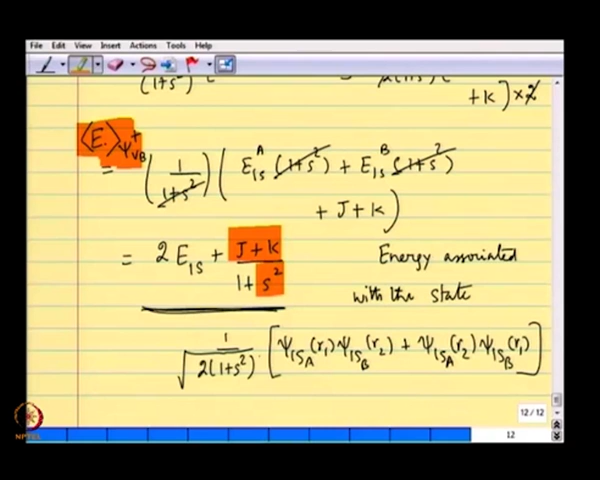 File Edit View Insert Actions Tools Help
(1+s²)
+ K ] × 2
⟨E⟩ψ⁺VB
= (1/(1+s²)) ( E1s^A (1+s²) + E1s^B (1+s²)
+ J + K )
= 2 E1s + (J+K)/(1+s²) Energy associated
with the state
1/√(2(1+s²)) [ Ψ1sA(r1) Ψ1sB(r2) + Ψ1sA(r2) Ψ1sB(r1) ]
12/12
NPTEL
12